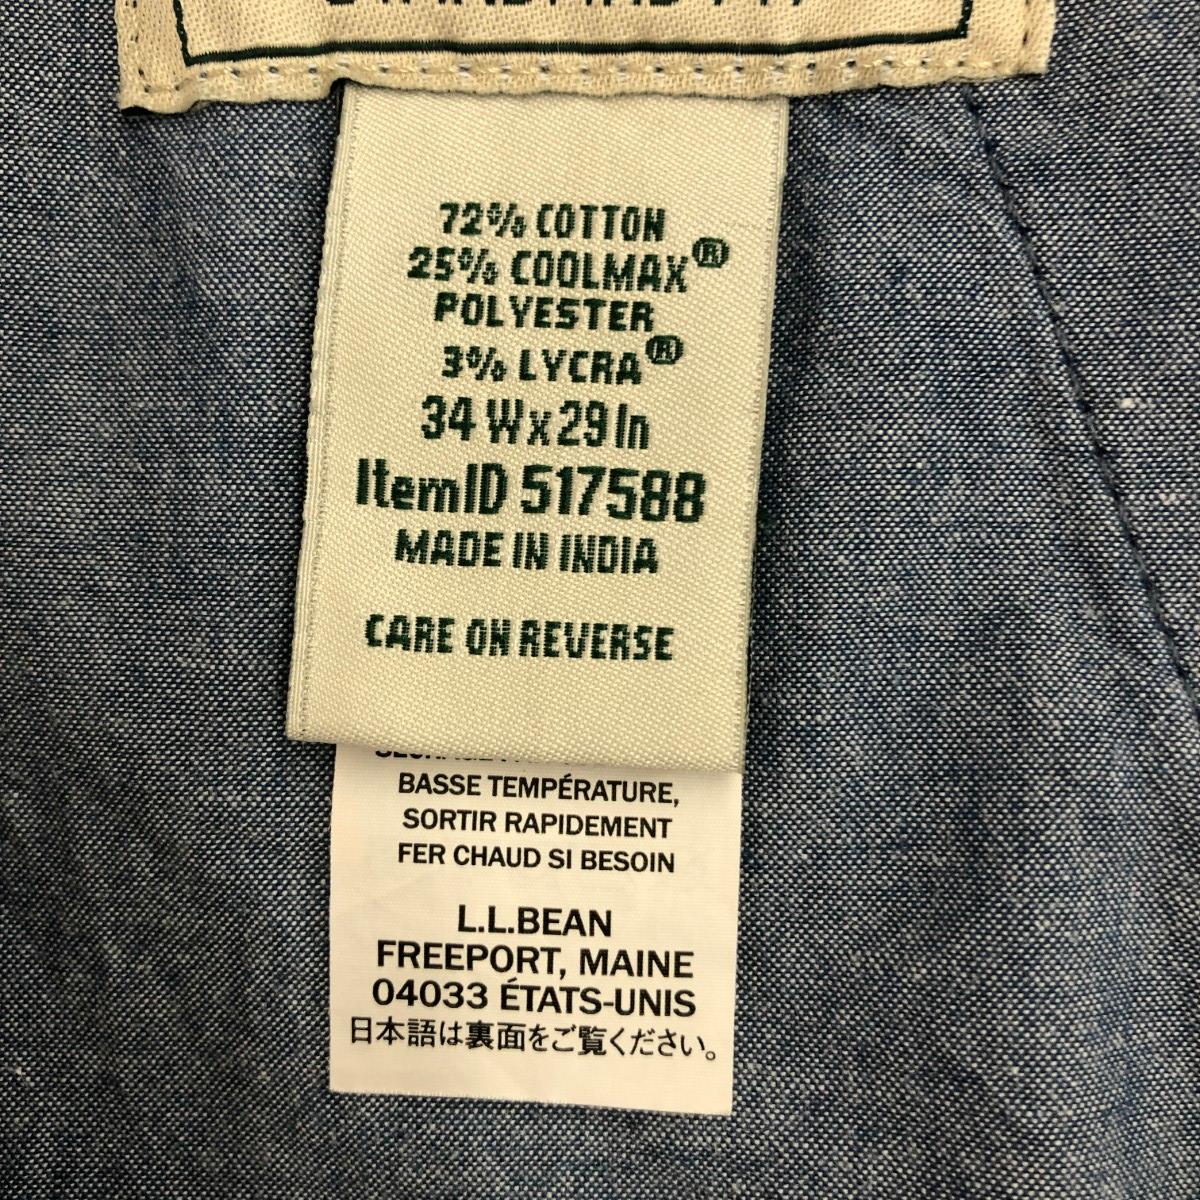 72% COTTON
25% COOLMAX®
POLYESTER
3% LYCRA®
34 W x 29 In
ItemID 517588
MADE IN INDIA
CARE ON REVERSE
BASSE TEMPÉRATURE,
SORTIR RAPIDEMENT
FER CHAUD SI BESOIN
L.L.BEAN
FREEPORT, MAINE
04033 ÉTATS-UNIS
日本語は裏面をご覧ください。